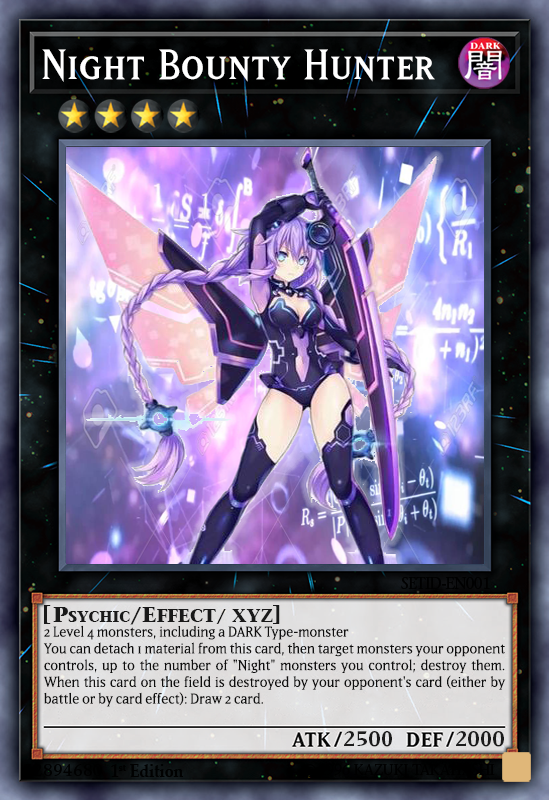 NIGHT BOUNTY HUNTER
DARK
闇
SETID-EN001
[PSYCHIC/EFFECT/ XYZ]
2 Level 4 monsters, including a DARK Type-monster
You can detach 1 material from this card, then target monsters your opponent
controls, up to the number of "Night" monsters you control; destroy them.
When this card on the field is destroyed by your opponent's card (either by
battle or by card effect): Draw 2 card.
ATK/2500 DEF/2000
1st Edition